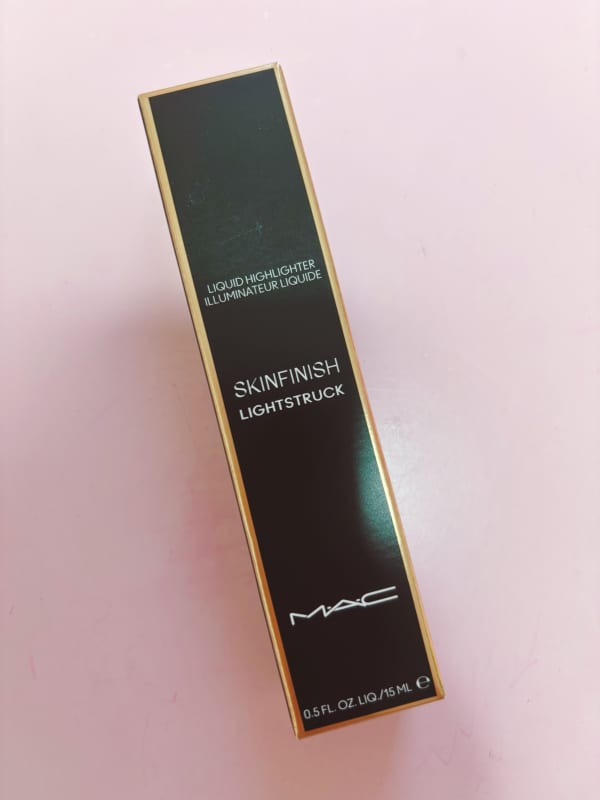 LIQUID HIGHLIGHTER
ILLUMINATEUR LIQUIDE
SKINFINISH
LIGHTSTRUCK
M·A·C
0.5 FL. OZ. LIQ./15 ML ℮